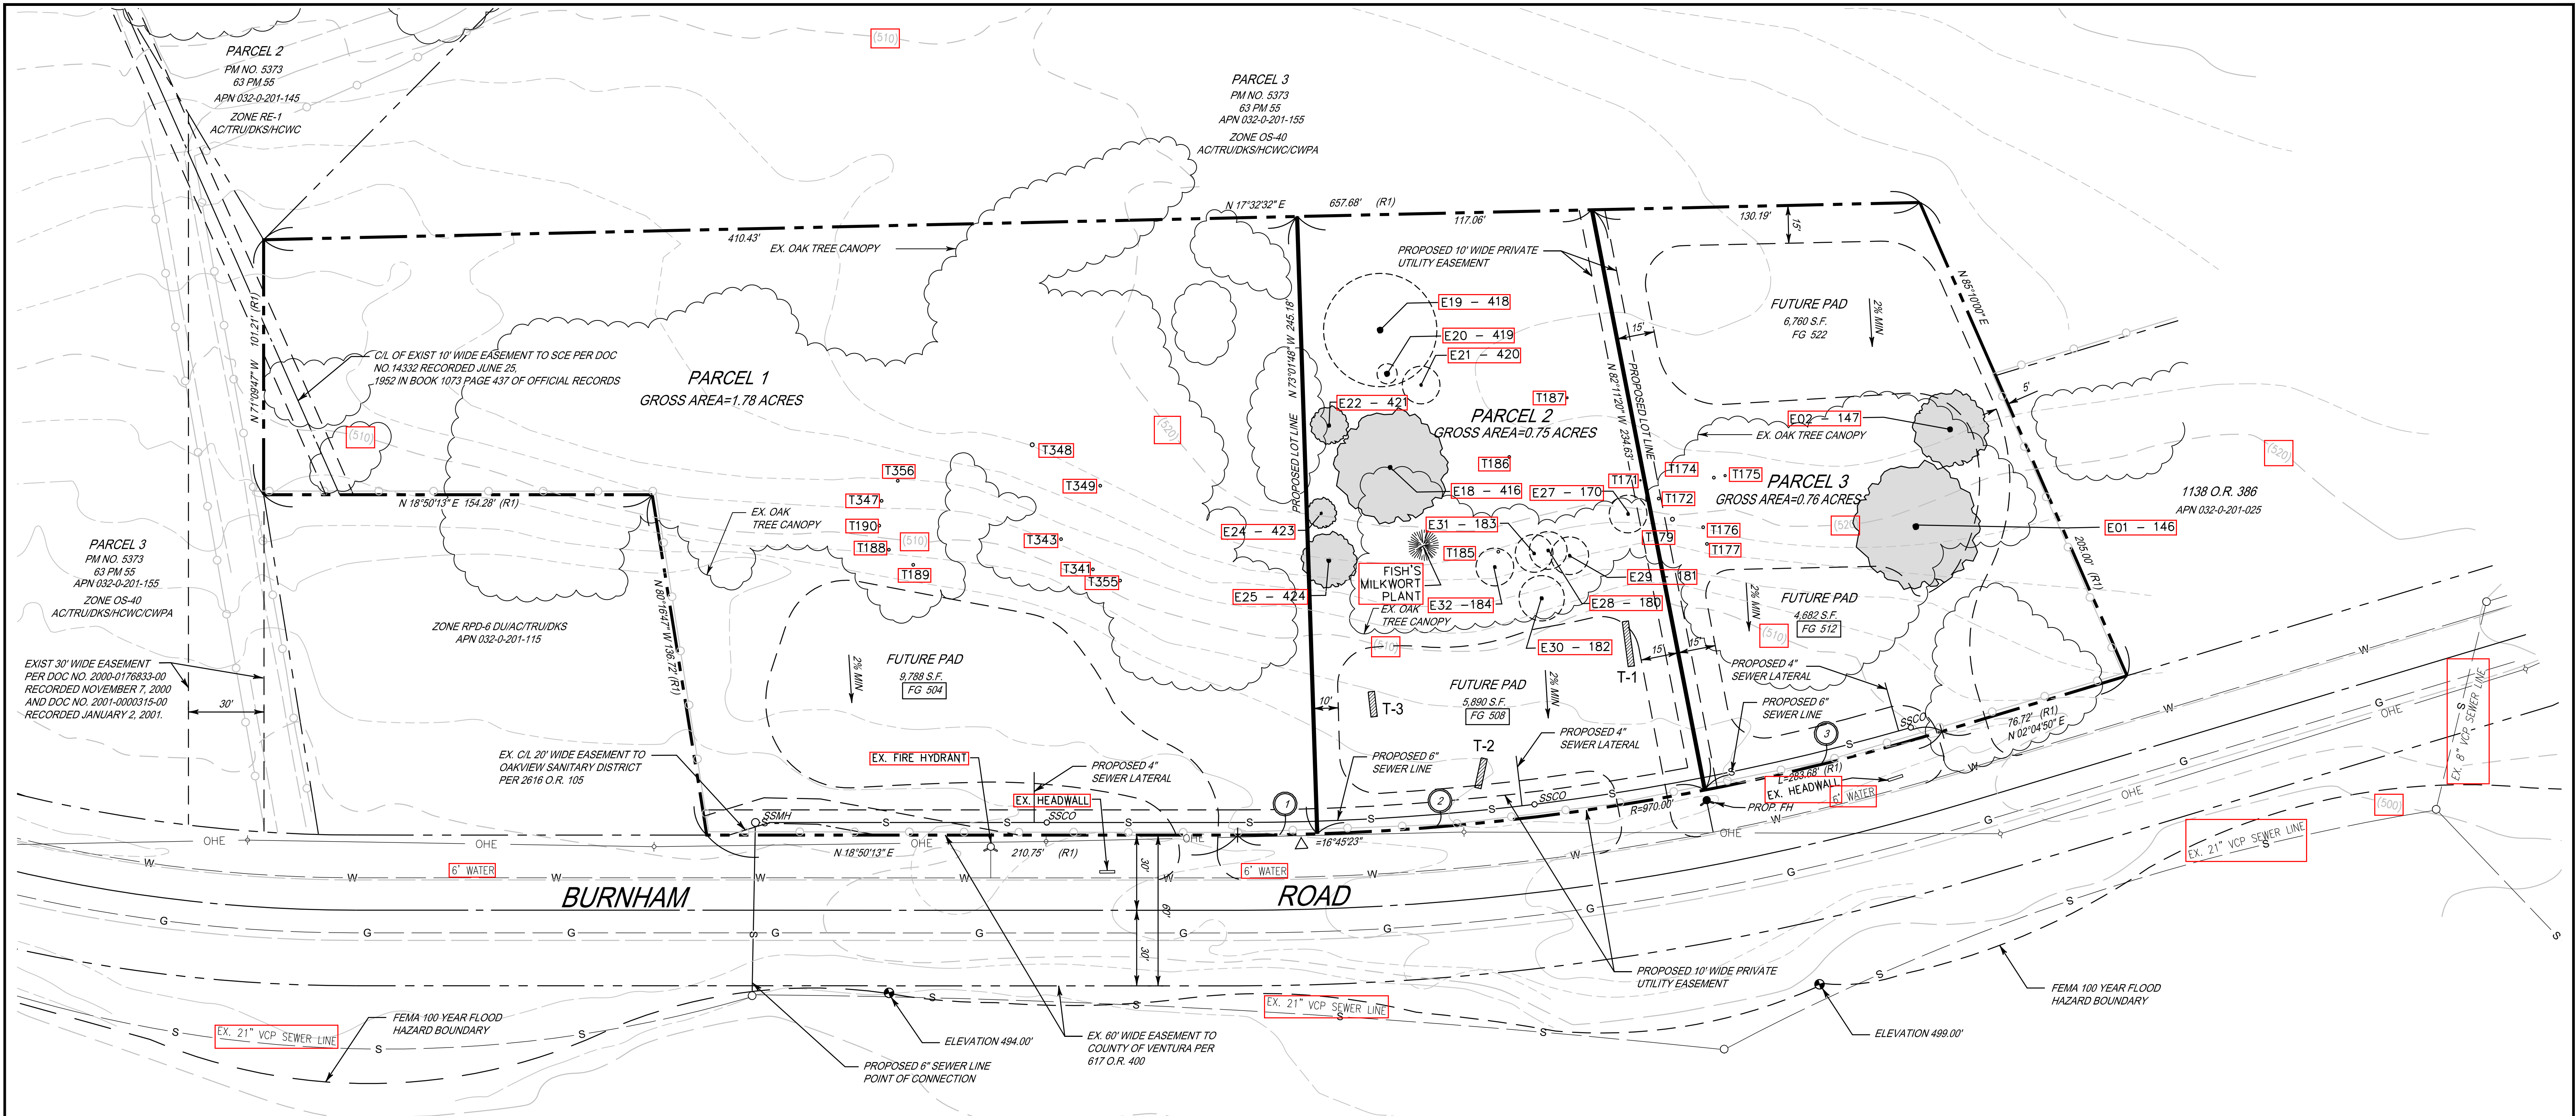 PARCEL 2
PM NO. 5373
63 PM 55
APN 032-0-201-145
ZONE RE-1
AC/TRU/DKS/HCWC
(510)
PARCEL 3
PM NO. 5373
63 PM 55
APN 032-0-201-155
ZONE OS-40
AC/TRU/DKS/HCWC/CWPA
N 17°32'32" E
657.68' (R1)
410.43'
117.06'
130.19'
15'
EX. OAK TREE CANOPY
PROPOSED 10' WIDE PRIVATE
UTILITY EASEMENT
N 85°10'00" E
N 71°09'47" W 101.21' (R1)
C/L OF EXIST 10' WIDE EASEMENT TO SCE PER DOC
NO.14332 RECORDED JUNE 25,
1952 IN BOOK 1073 PAGE 437 OF OFFICIAL RECORDS
PARCEL 1
GROSS AREA=1.78 ACRES
PROPOSED LOT LINE N 73°01'48" W 245.18'
E19 - 418
E20 - 419
E21 - 420
E22 - 421
T187
15'
N 82°11'20" W 234.63'
PROPOSED LOT LINE
FUTURE PAD
6,760 S.F.
FG 522
2% MIN
5'
PARCEL 2
GROSS AREA=0.75 ACRES
E02 - 147
EX. OAK TREE CANOPY
(510)
(520)
(520)
T348
T356
T349
T347
T190
T188
(510)
T189
T343
T341
T355
T186
E18 - 416
E27 - 170
T171
T174
T175
T172
PARCEL 3
GROSS AREA=0.76 ACRES
1138 O.R. 386
APN 032-0-201-025
E24 - 423
E31 - 183
T185
T179
T176
T177
(520)
E01 - 146
N 18°50'13" E 154.28' (R1)
EX. OAK
TREE CANOPY
PARCEL 3
PM NO. 5373
63 PM 55
APN 032-0-201-155
ZONE OS-40
AC/TRU/DKS/HCWC/CWPA
FISH'S
MILKWORT
PLANT
E25 - 424
E32 -184
E29 - 181
E28 - 180
E30 - 182
EX. OAK
TREE CANOPY
(510)
205.00' (R1)
2% MIN
FUTURE PAD
4,682 S.F.
FG 512
(510)
ZONE RPD-6 DU/AC/TRU/DKS
APN 032-0-201-115
N 80°16'47" W 136.72' (R1)
EXIST 30' WIDE EASEMENT
PER DOC NO. 2000-0176833-00
RECORDED NOVEMBER 7, 2000
AND DOC NO. 2001-0000315-00
RECORDED JANUARY 2, 2001.
30'
2% MIN
FUTURE PAD
9,788 S.F.
FG 504
10'
T-3
FUTURE PAD
5,890 S.F.
FG 508
2% MIN
T-1
15'
15'
PROPOSED 4"
SEWER LATERAL
PROPOSED 6"
SEWER LINE
SSCO
3
76.72' (R1)
N 02°04'50" E
EX. C/L 20' WIDE EASEMENT TO
OAKVIEW SANITARY DISTRICT
PER 2616 O.R. 105
EX. FIRE HYDRANT
EX. HEADWALL
PROPOSED 4"
SEWER LATERAL
PROPOSED 6"
SEWER LINE
T-2
PROPOSED 4"
SEWER LATERAL
1
2
SSMH
SSCO
SSCO
R=970.00'
L=283.68' (R1)
EX. HEADWALL
6" WATER
PROP. FH
=16°45'23"
N 18°50'13" E
210.75' (R1)
OHE
OHE
OHE
OHE
OHE
OHE
OHE
W
W
W
W
W
W
W
W
W
W
W
6" WATER
6" WATER
EX. 8" VCP SEWER LINE
S
(500)
EX. 21" VCP SEWER LINE
S
BURNHAM ROAD
30'
60'
30'
G
G
G
G
G
G
G
G
G
G
G
G
S
S
S
S
S
S
S
S
PROPOSED 10' WIDE PRIVATE
UTILITY EASEMENT
FEMA 100 YEAR FLOOD
HAZARD BOUNDARY
ELEVATION 499.00'
FEMA 100 YEAR FLOOD
HAZARD BOUNDARY
EX. 21" VCP SEWER LINE
S
S
S
S
S
S
S
S
S
S
EX. 21" VCP SEWER LINE
S
ELEVATION 494.00'
EX. 60' WIDE EASEMENT TO
COUNTY OF VENTURA PER
617 O.R. 400
PROPOSED 6" SEWER LINE
POINT OF CONNECTION